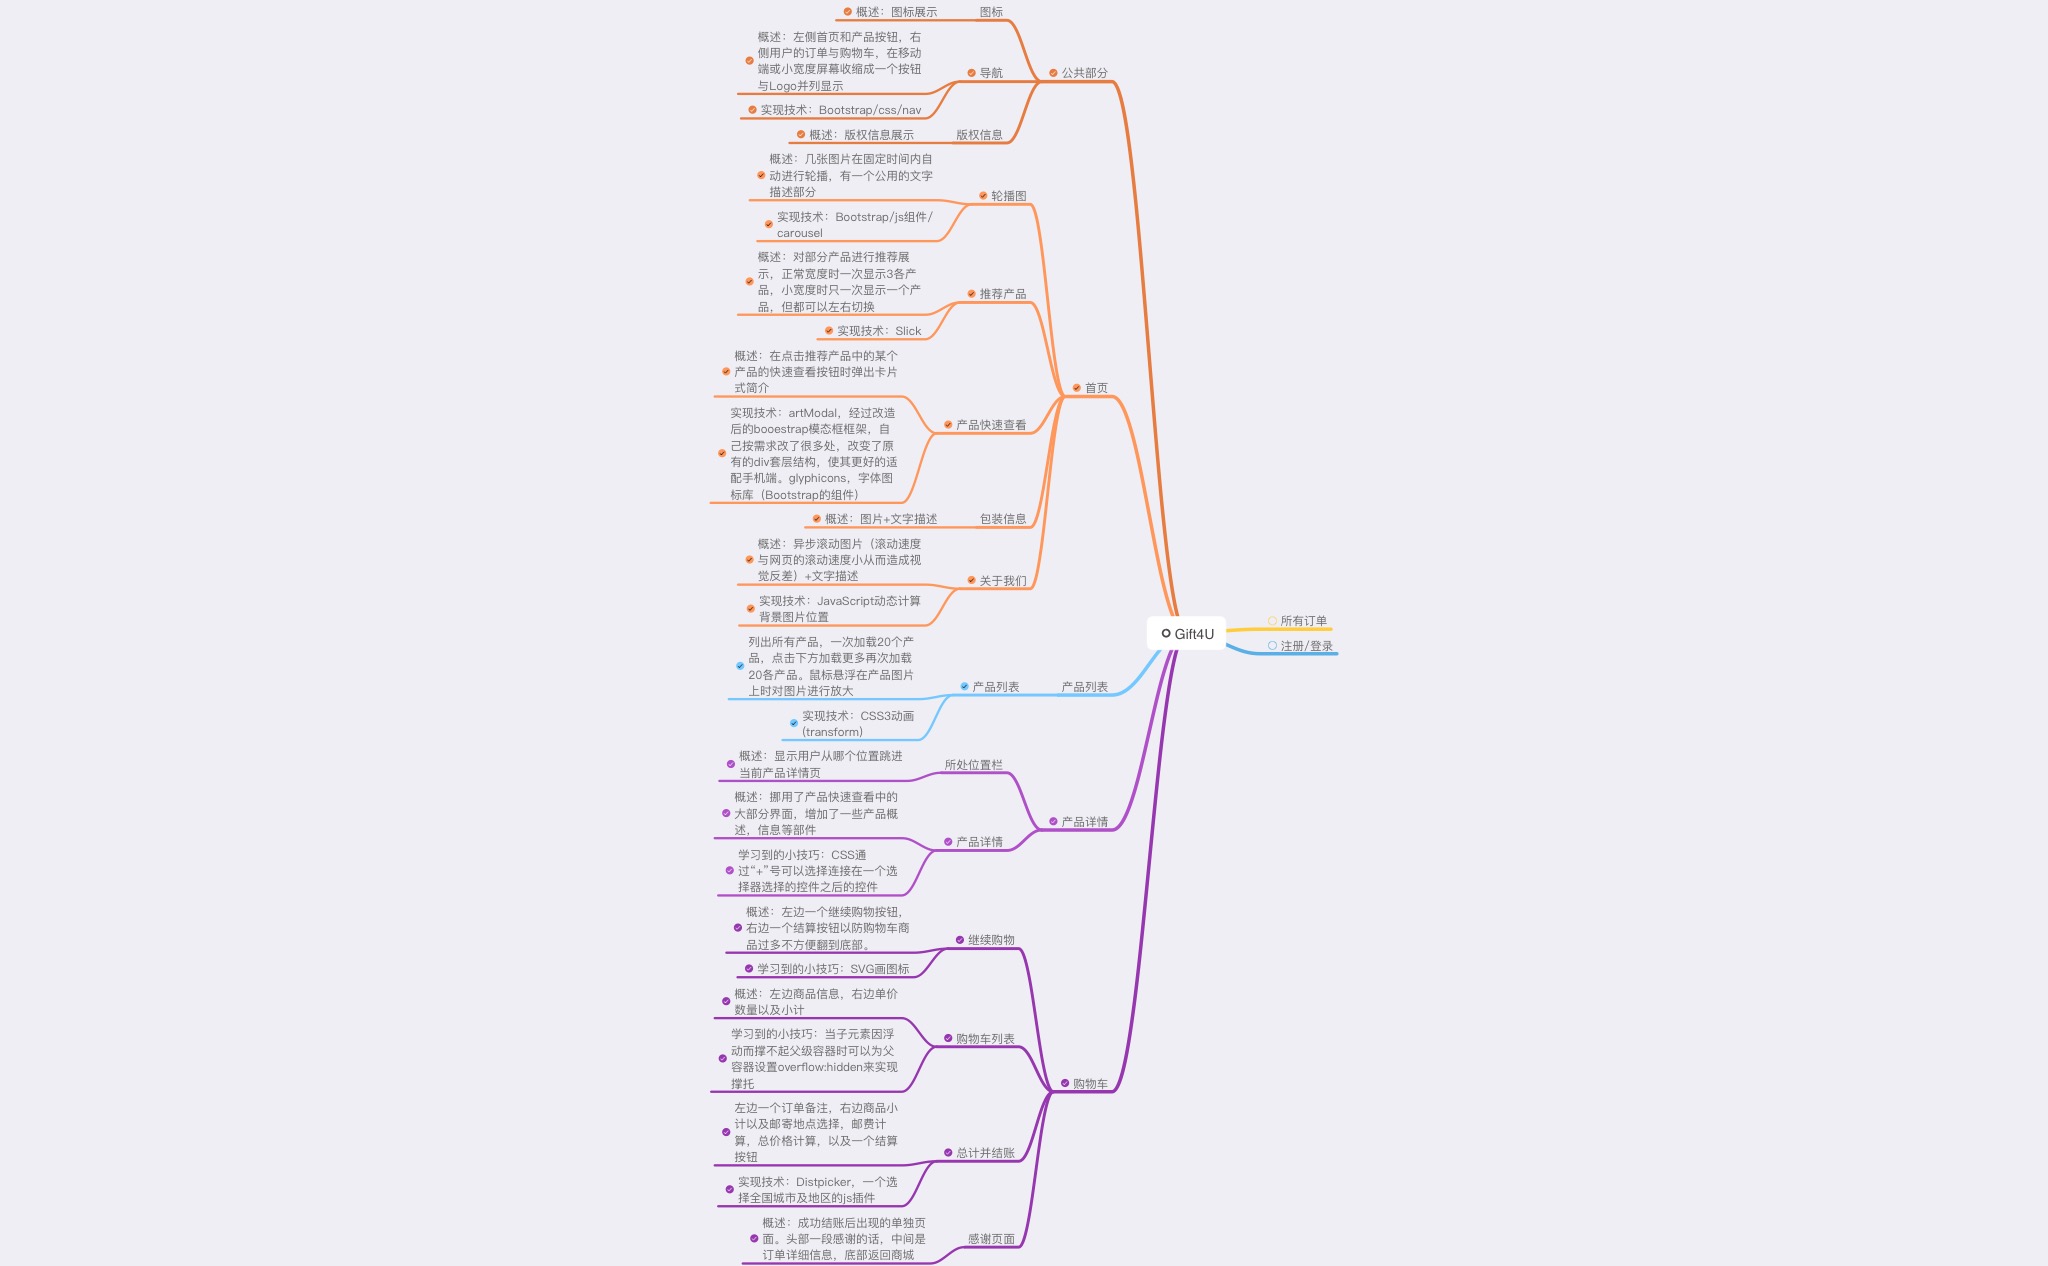 概述：图标展示
图标
概述：左侧首页和产品按钮，右
侧用户的订单与购物车，在移动
端或小宽度屏幕收缩成一个按钮
与Logo并列显示
导航
公共部分
实现技术：Bootstrap/css/nav
概述：版权信息展示
版权信息
概述：几张图片在固定时间内自
动进行轮播，有一个公用的文字
描述部分
轮播图
实现技术：Bootstrap/js组件/
carousel
概述：对部分产品进行推荐展
示，正常宽度时一次显示3各产
品，小宽度时只一次显示一个产
品，但都可以左右切换
推荐产品
实现技术：Slick
概述：在点击推荐产品中的某个
产品的快速查看按钮时弹出卡片
式简介
首页
实现技术：artModal，经过改造
后的booestrap模态框框架，自
己按需求改了很多处，改变了原
有的div套层结构，使其更好的适
配手机端。glyphicons，字体图
标库（Bootstrap的组件）
产品快速查看
概述：图片+文字描述
包装信息
概述：异步滚动图片（滚动速度
与网页的滚动速度小从而造成视
觉反差）+文字描述
关于我们
实现技术：JavaScript动态计算
背景图片位置
Gift4U
所有订单
注册/登录
列出所有产品，一次加载20个产
品，点击下方加载更多再次加载
20各产品。鼠标悬浮在产品图片
上时对图片进行放大
产品列表
产品列表
实现技术：CSS3动画
(transform)
概述：显示用户从哪个位置跳进
当前产品详情页
所处位置栏
概述：挪用了产品快速查看中的
大部分界面，增加了一些产品概
述，信息等部件
产品详情
产品详情
学习到的小技巧：CSS通
过“+”号可以选择连接在一个选
择器选择的控件之后的控件
概述：左边一个继续购物按钮，
右边一个结算按钮以防购物车商
品过多不方便翻到底部。
继续购物
学习到的小技巧：SVG画图标
概述：左边商品信息，右边单价
数量以及小计
购物车列表
学习到的小技巧：当子元素因浮
动而撑不起父级容器时可以为父
容器设置overflow:hidden来实现
撑托
购物车
左边一个订单备注，右边商品小
计以及邮寄地点选择，邮费计
算，总价格计算，以及一个结算
按钮
总计并结账
实现技术：Distpicker，一个选
择全国城市及地区的js插件
概述：成功结账后出现的单独页
面。头部一段感谢的话，中间是
订单详细信息，底部返回商城
感谢页面